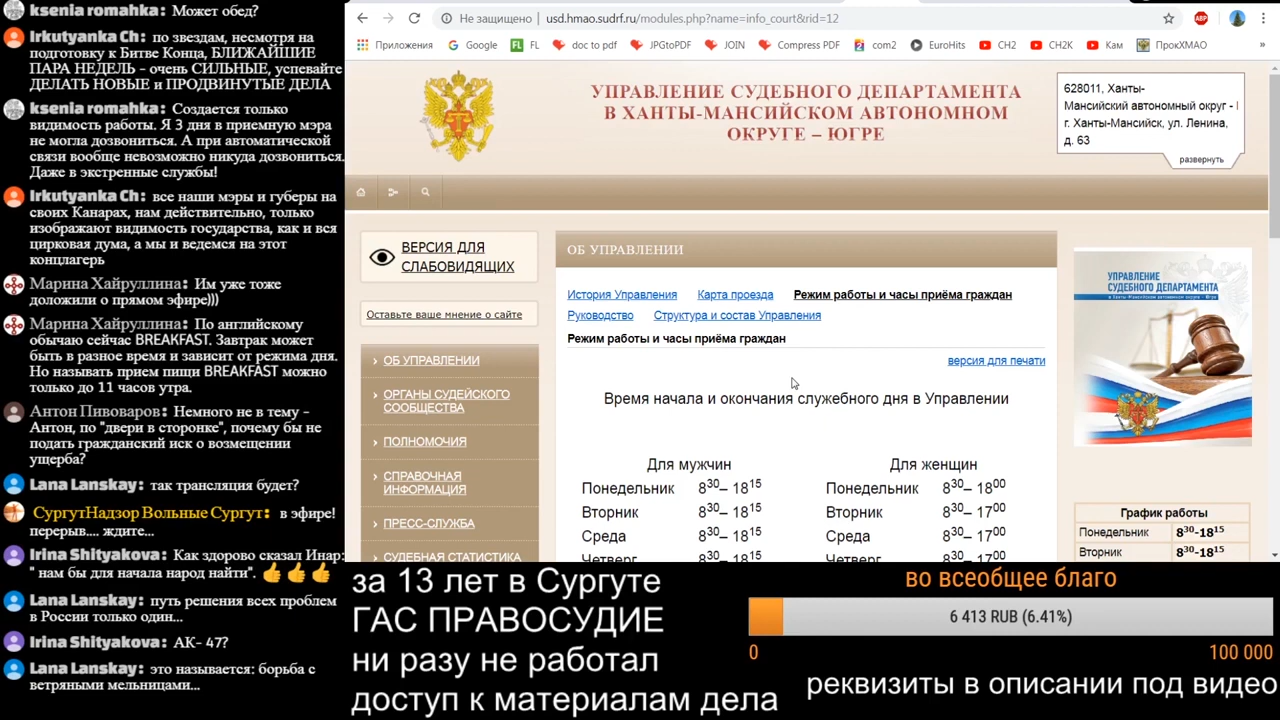 ksenia romahka: Может обед?
Irkutyanka Ch: по звездам, несмотря на
подготовку к Битве Конца, БЛИЖАЙШИЕ
ПАРА НЕДЕЛЬ - очень СИЛЬНЫЕ, успевайте
ДЕЛАТЬ НОВЫЕ и ПРОДВИНУТЫЕ ДЕЛА
ksenia romahka: Создается только
видимость работы. Я 3 дня в приемную мэра
не могла дозвониться. А при автоматической
связи вообще невозможно никуда дозвониться.
Даже в экстренные службы!
Irkutyanka Ch: все наши мэры и губеры на
своих Канарах, нам действительно, только
изображают видимость государства, как и вся
цирковая дума, а мы и ведемся на этот
концлагерь
Марина Хайруллина: Им уже тоже
доложили о прямом эфире)))
Марина Хайруллина: По английскому
обычаю сейчас BREAKFAST. Завтрак может
быть в разное время и зависит от режима дня.
Но называть прием пищи BREAKFAST можно
только до 11 часов утра.
Антон Пивоваров: Немного не в тему -
Антон, по "двери в сторонке", почему бы не
подать гражданский иск о возмещении
ущерба?
Lana Lanskay: так трансляция будет?
СургутНадзор Вольные Сургут: в эфире!
перерыв.... ждите...
Irina Shityakova: Как здорово сказал Инар:
" нам бы для начала народ найти". 👍👍👍
Lana Lanskay: путь решения всех проблем
в России только один...
Irina Shityakova: АК- 47?
Lana Lanskay: это называется: борьба с
ветряными мельницами...
Не защищено | usd.hmao.sudrf.ru/modules.php?name=info_court&rid=12
ABP
Приложения Google FL FL doc to pdf JPGtoPDF JOIN Compress PDF com2 EuroHits CH2 CH2K Кам ПрокХМАО »
УПРАВЛЕНИЕ СУДЕБНОГО ДЕПАРТАМЕНТА
В ХАНТЫ-МАНСИЙСКОМ АВТОНОМНОМ
ОКРУГЕ – ЮГРЕ
628011, Ханты-
Мансийский автономный округ -
г. Ханты-Мансийск, ул. Ленина,
д. 63
развернуть
ВЕРСИЯ ДЛЯ
СЛАБОВИДЯЩИХ
Оставьте ваше мнение о сайте
ОБ УПРАВЛЕНИИ
ОРГАНЫ СУДЕЙСКОГО
СООБЩЕСТВА
ПОЛНОМОЧИЯ
СПРАВОЧНАЯ
ИНФОРМАЦИЯ
ПРЕСС-СЛУЖБА
СУДЕБНАЯ СТАТИСТИКА
ОБ УПРАВЛЕНИИ
История Управления Карта проезда Режим работы и часы приёма граждан
Руководство Структура и состав Управления
Режим работы и часы приёма граждан
версия для печати
Время начала и окончания служебного дня в Управлении
Для мужчин Для женщин
Понедельник 8³⁰– 18¹⁵ Понедельник 8³⁰– 18⁰⁰
Вторник 8³⁰– 18¹⁵ Вторник 8³⁰– 17⁰⁰
Среда 8³⁰– 18¹⁵ Среда 8³⁰– 17⁰⁰
Четверг 8³⁰– 18¹⁵ Четверг 8³⁰– 17⁰⁰
УПРАВЛЕНИЕ
СУДЕБНОГО ДЕПАРТАМЕНТА
в Ханты-Мансийском автономном округе - Югре
График работы
Понедельник 8³⁰-18¹⁵
Вторник 8³⁰-18¹⁵
за 13 лет в Сургуте
ГАС ПРАВОСУДИЕ
ни разу не работал
доступ к материалам дела
во всеобщее благо
6 413 RUB (6.41%)
0 100 000
реквизиты в описании под видео